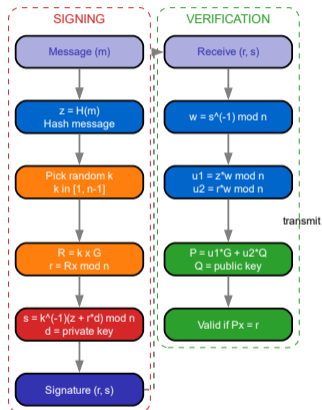 SIGNING
Message (m)
z = H(m)
Hash message
Pick random k
k in [1, n-1]
R = k x G
r = Rx mod n
s = k^(-1)(z + r*d) mod n
d = private key
Signature (r, s)
VERIFICATION
Receive (r, s)
w = s^(-1) mod n
u1 = z*w mod n
u2 = r*w mod n
P = u1*G + u2*Q
Q = public key
Valid if Px = r
transmit